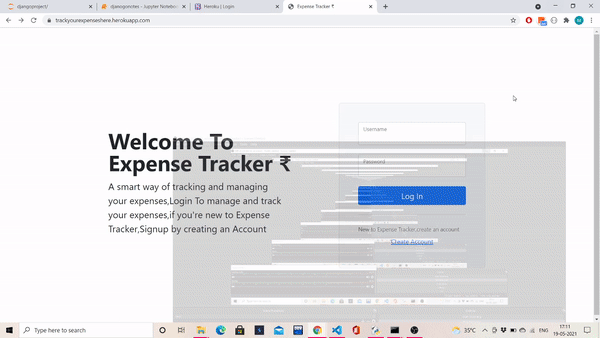 djangoproject/
djangonotes - Jupyter Notebook
Heroku | Login
Expense Tracker ₹
trackyourexpenseshere.herokuapp.com
Welcome To
Expense Tracker ₹
A smart way of tracking and managing
your expenses,Login To manage and track
your expenses,if you're new to Expense
Tracker,Signup by creating an Account
Username
Password
Log In
New to Expense Tracker,create an account
Create Account
Type here to search
35°C
ENG
17:11
19-05-2021